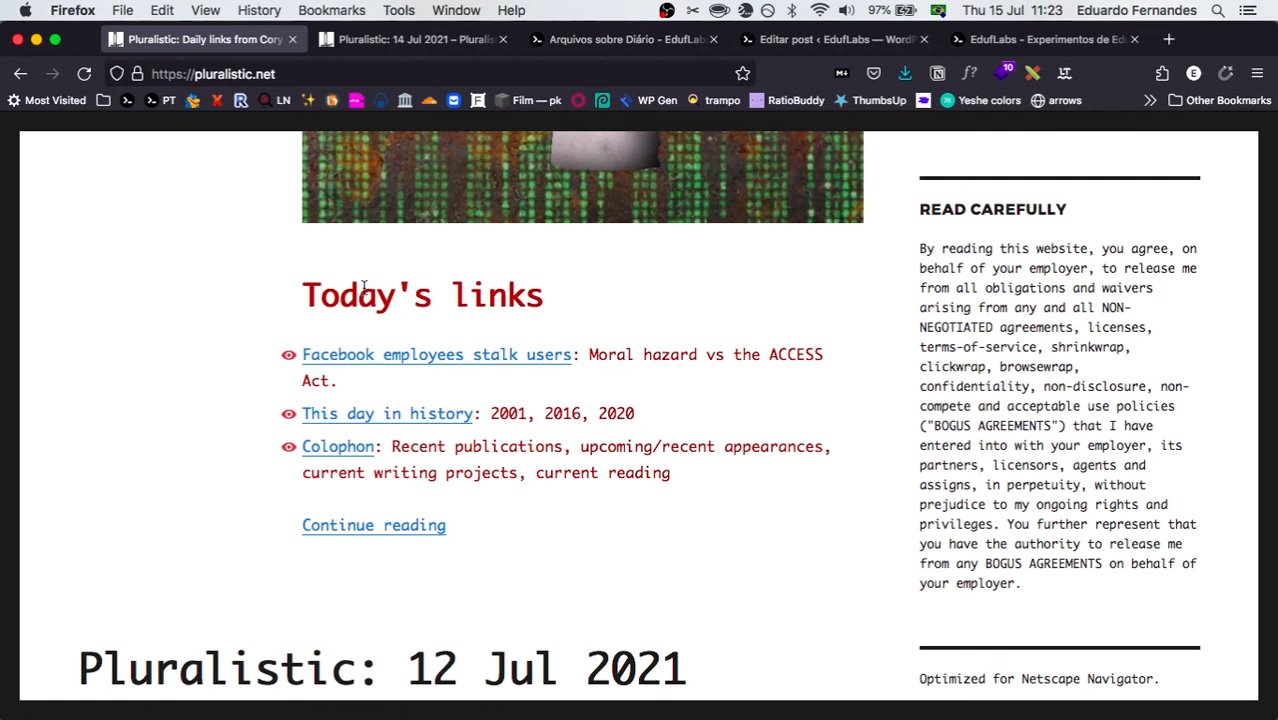 Firefox File Edit View History Bookmarks Tools Window Help 97% Thu 15 Jul 11:23 Eduardo Fernandes
Pluralistic: Daily links from Cory Pluralistic: 14 Jul 2021 – Pluralis Arquivos sobre Diário - EdufLabs Editar post ‹ EdufLabs — WordP EdufLabs - Experimentos de Edu
https://pluralistic.net 10 E
Most Visited PT LN Film — pk WP Gen trampo RatioBuddy ThumbsUp Yeshe colors arrows Other Bookmarks
Today's links
Facebook employees stalk users: Moral hazard vs the ACCESS
Act.
This day in history: 2001, 2016, 2020
Colophon: Recent publications, upcoming/recent appearances,
current writing projects, current reading
Continue reading
Pluralistic: 12 Jul 2021
READ CAREFULLY
By reading this website, you agree, on
behalf of your employer, to release me
from all obligations and waivers
arising from any and all NON-
NEGOTIATED agreements, licenses,
terms-of-service, shrinkwrap,
clickwrap, browsewrap,
confidentiality, non-disclosure, non-
compete and acceptable use policies
("BOGUS AGREEMENTS") that I have
entered into with your employer, its
partners, licensors, agents and
assigns, in perpetuity, without
prejudice to my ongoing rights and
privileges. You further represent that
you have the authority to release me
from any BOGUS AGREEMENTS on behalf of
your employer.
Optimized for Netscape Navigator.